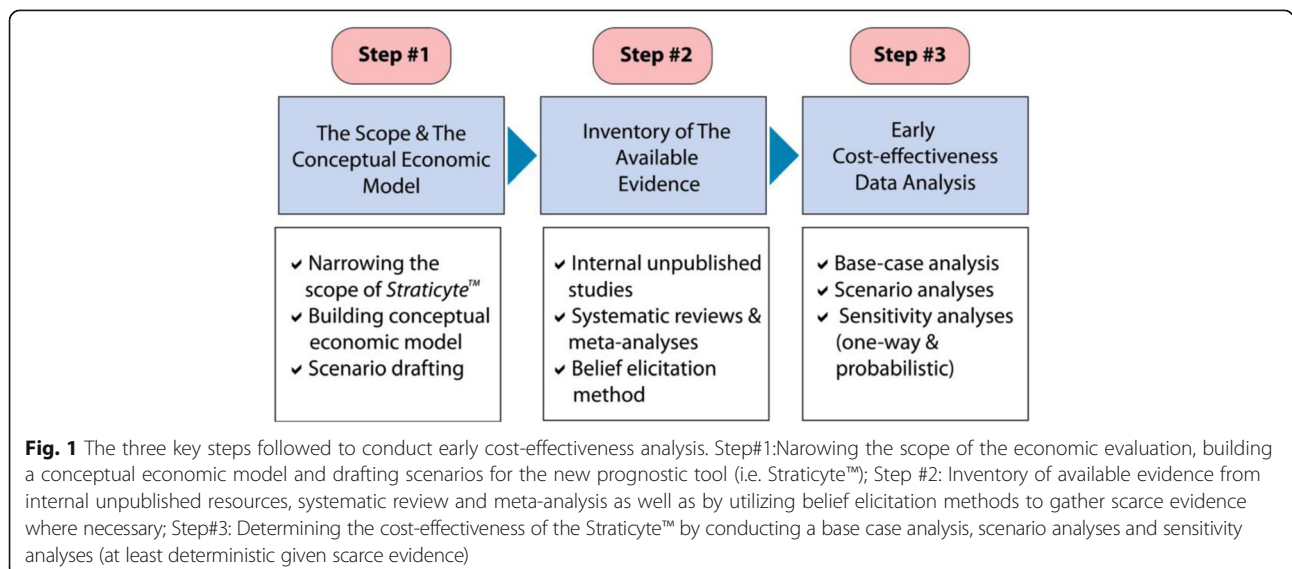 Step #1
Step #2
Step #3
The Scope & The
Conceptual Economic
Model
Inventory of The
Available
Evidence
Early
Cost-effectiveness
Data Analysis
✓ Narrowing the
scope of Straticyte™
✓ Building conceptual
economic model
✓ Scenario drafting
✓ Internal unpublished
studies
✓ Systematic reviews &
meta-analyses
✓ Belief elicitation
method
✓ Base-case analysis
✓ Scenario analyses
✓ Sensitivity analyses
(one-way &
probabilistic)
Fig. 1 The three key steps followed to conduct early cost-effectiveness analysis. Step#1:Narowing the scope of the economic evaluation, building
a conceptual economic model and drafting scenarios for the new prognostic tool (i.e. Straticyte™); Step #2: Inventory of available evidence from
internal unpublished resources, systematic review and meta-analysis as well as by utilizing belief elicitation methods to gather scarce evidence
where necessary; Step#3: Determining the cost-effectiveness of the Straticyte™ by conducting a base case analysis, scenario analyses and sensitivity
analyses (at least deterministic given scarce evidence)